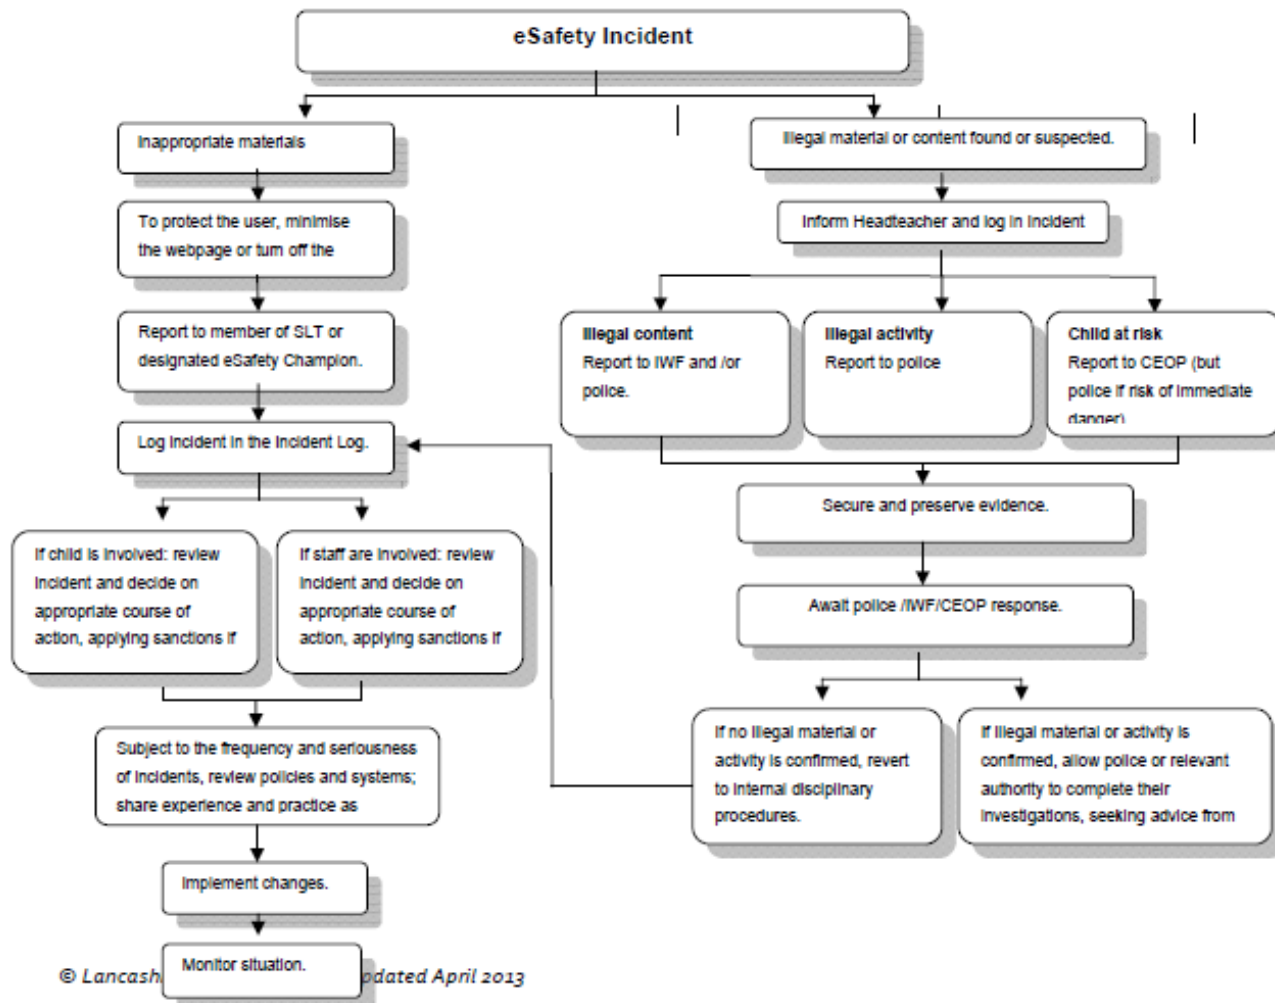 eSafety Incident
Inappropriate materials
To protect the user, minimise
the webpage or turn off the
Report to member of SLT or
designated eSafety Champion.
Log Incident in the Incident Log.
If child is involved: review
incident and decide on
appropriate course of
action, applying sanctions if
If staff are involved: review
incident and decide on
appropriate course of
action, applying sanctions if
Subject to the frequency and seriousness
of incidents, review policies and systems;
share experience and practice as
Implement changes.
Monitor situation.
Illegal material or content found or suspected.
Inform Headteacher and log in Incident
Illegal content
Report to IWF and /or
police.
Illegal activity
Report to police
Child at risk
Report to CEOP (but
police if risk of immediate
danger)
Secure and preserve evidence.
Await police /IWF/CEOP response.
If no illegal material or
activity is confirmed, revert
to internal disciplinary
procedures.
If illegal material or activity is
confirmed, allow police or relevant
authority to complete their
investigations, seeking advice from
© Lancash pdated April 2013